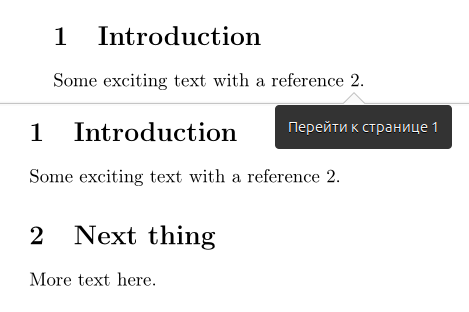 1 Introduction
Some exciting text with a reference 2.
Перейти к странице 1
1 Introduction
Some exciting text with a reference 2.
2 Next thing
More text here.